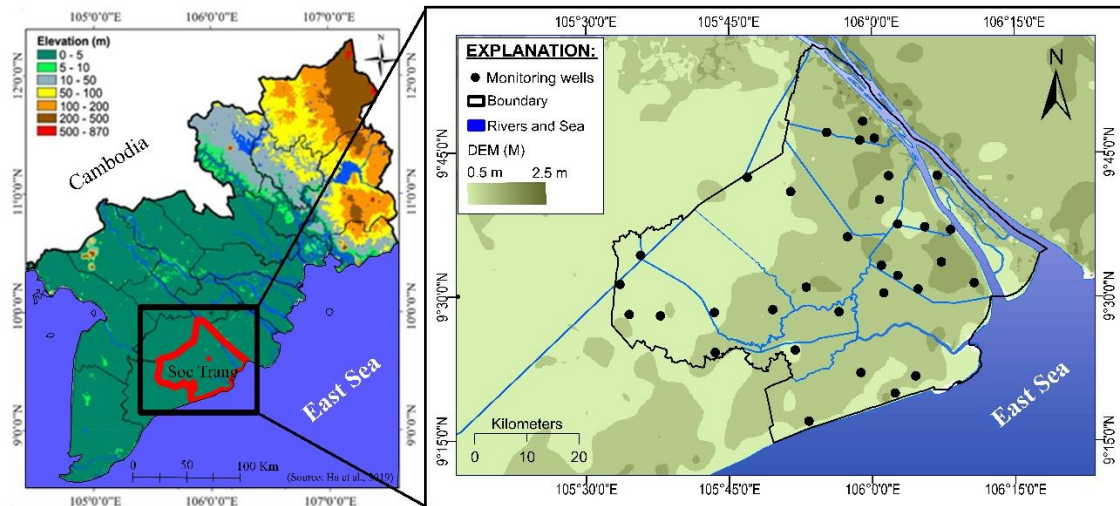 105°0'0"E 106°0'0"E 107°0'0"E
Elevation (m)
0 - 5
5 - 10
10 - 50
50 - 100
100 - 200
200 - 500
500 - 870
N
Cambodia
12°0'0"N
11°0'0"N
10°0'0"N
9°0'0"N
Soc Trang
East Sea
0 50 100 Km
(Source: Ha et al., 2019)
105°0'0"E 106°0'0"E 107°0'0"E
105°30'0"E 105°45'0"E 106°0'0"E 106°15'0"E
EXPLANATION:
Monitoring wells
Boundary
Rivers and Sea
DEM (M)
0.5 m 2.5 m
N
9°45'0"N 9°45'0"N
9°30'0"N 9°30'0"N
9°15'0"N 9°15'0"N
East Sea
Kilometers
0 10 20
105°30'0"E 105°45'0"E 106°0'0"E 106°15'0"E